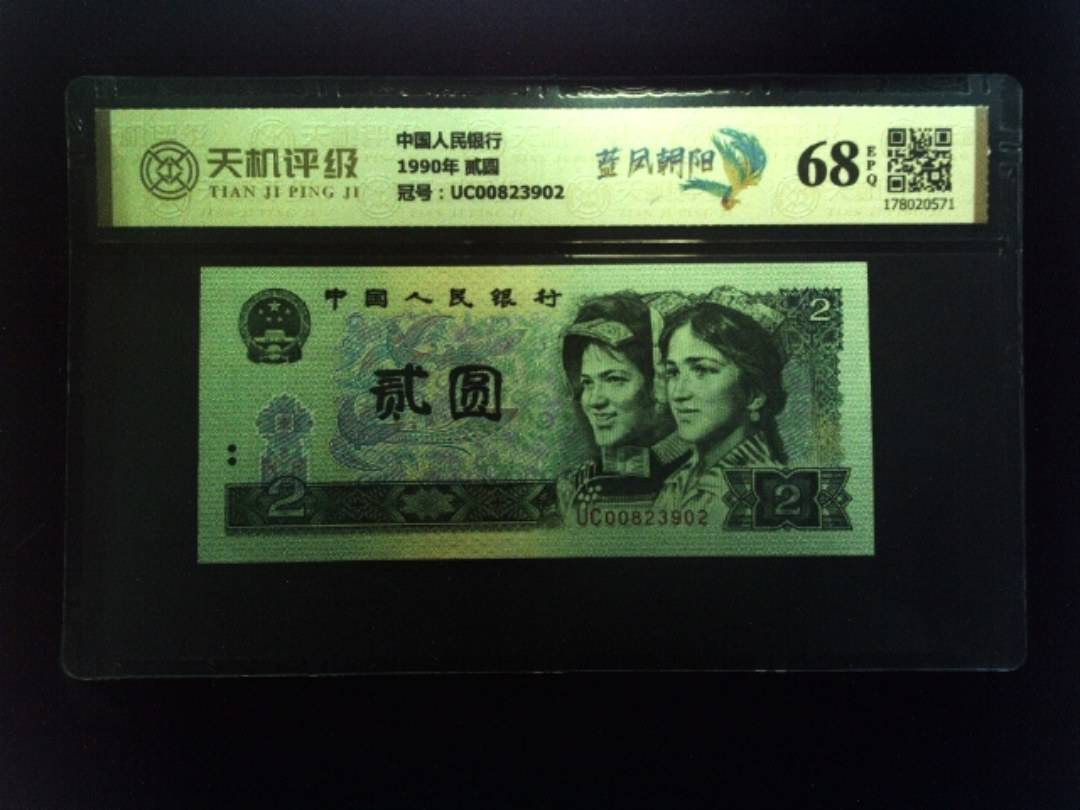 天机评级
TIAN JI PING JI
中国人民银行
1990年 贰圆
冠号：UC00823902
蓝凤朝阳
68
EPQ
178020571
中国人民银行
2
贰圆
2
UC00823902
2